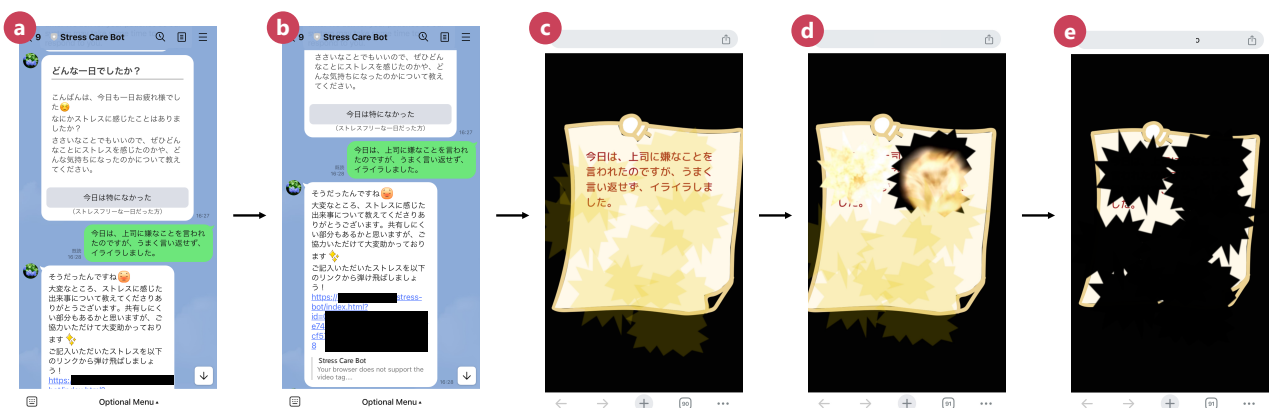 a
9 Stress Care Bot
どんな一日でしたか？
こんばんは、今日も一日お疲れ様でし
た😊
なにかストレスに感じたことはありま
したか？
ささいなことでもいいので、ぜひどん
なことにストレスを感じたのかや、ど
んな気持ちになったのかについて教え
てください。
今日は特になかった
(ストレスフリーな一日だった方)
16:27
今日は、上司に嫌なことを言われ
たのですが、うまく言い返せず、
イライラしました。
既読
16:28
そうだったんですね
大変なところ、ストレスに感じた
出来事について教えてくださりあ
りがとうございます。共有しにく
い部分もあるかと思いますが、ご
協力いただけて大変助かっており
ます✨
ご記入いただいたストレスを以下
のリンクから弾け飛ばしましょ
う！
https:
Optional Menu
b
9 Stress Care Bot
ささいなことでもいいので、ぜひどん
なことにストレスを感じたのかや、ど
んな気持ちになったのかについて教え
てください。
今日は特になかった
(ストレスフリーな一日だった方)
16:27
今日は、上司に嫌なことを言われ
たのですが、うまく言い返せず、
イライラしました。
既読
16:28
そうだったんですね
大変なところ、ストレスに感じた
出来事について教えてくださりあ
りがとうございます。共有しにく
い部分もあるかと思いますが、ご
協力いただけて大変助かっており
ます✨
ご記入いただいたストレスを以下
のリンクから弾け飛ばしましょ
う！
https:// stress-
bot/index.html?
id=
e74
cf5
8
Stress Care Bot
Your browser does not support the
video tag...
16:28
Optional Menu
c
今日は、上司に嫌なことを
言われたのですが、うまく
言い返せず、イライラしま
した。
90
d
した。
91
e
した。
91